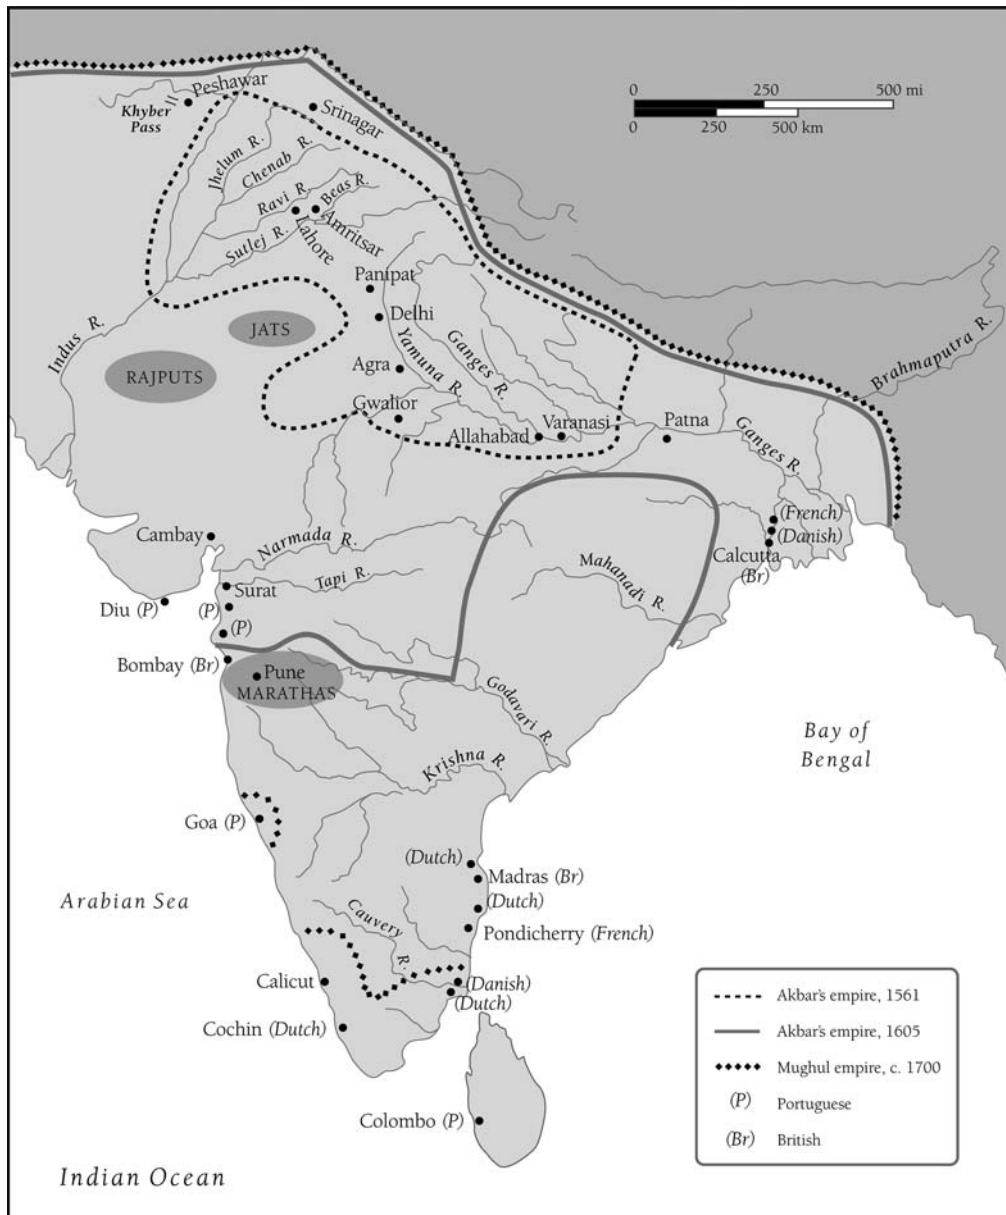 Peshawar
Khyber
Pass
Srinagar
0 250 500 mi
0 250 500 km
Jhelum R.
Chenab R.
Ravi R.
Beas R.
Sutlej R.
Lahore
Amritsar
Panipat
Delhi
Indus R.
JATS
RAJPUTS
Agra
Yamuna R.
Ganges R.
Brahmaputra R.
Gwalior
Allahabad
Varanasi
Patna
Ganges R.
Cambay
Narmada R.
Tapi R.
Surat
Diu (P)
(P)
(P)
Mahanadi R.
(French)
(Danish)
Calcutta
(Br)
Bombay (Br)
Pune
MARATHAS
Godavari R.
Krishna R.
Bay of
Bengal
Goa (P)
Arabian Sea
(Dutch)
Madras (Br)
(Dutch)
Cauvery R.
Pondicherry (French)
Calicut
(Danish)
(Dutch)
Cochin (Dutch)
Colombo (P)
Indian Ocean
Akbar's empire, 1561
Akbar's empire, 1605
Mughul empire, c. 1700
(P) Portuguese
(Br) British